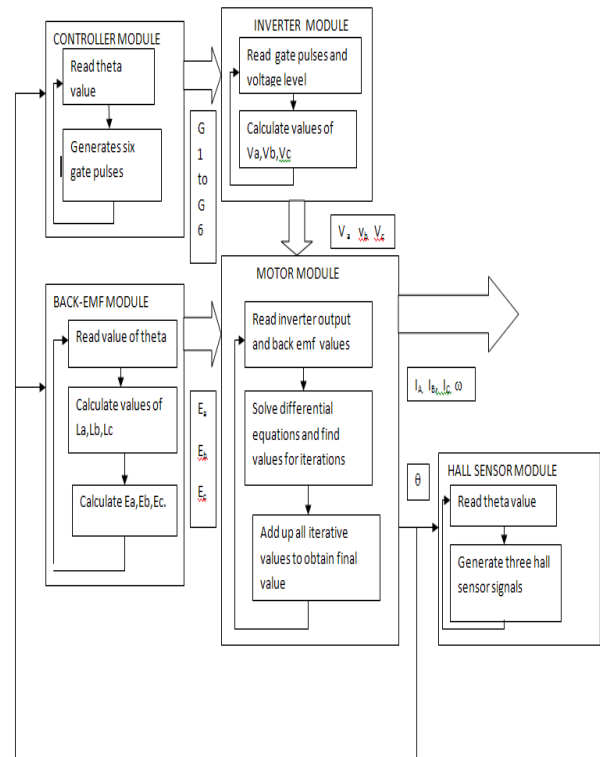 CONTROLLER MODULE
Read theta
value
Generates six
gate pulses
G
1
to
G
6
INVERTER MODULE
Read gate pulses and
voltage level
Calculate values of
Va,Vb,Vc
Va vb Vc
BACK-EMF MODULE
Read value of theta
Calculate values of
La,Lb,Lc
Calculate Ea,Eb,Ec.
Ea
Eb
Ec
MOTOR MODULE
Read inverter output
and back emf values
Solve differential
equations and find
values for iterations
Add up all iterative
values to obtain final
value
IA, IB, IC, ω
θ
HALL SENSOR MODULE
Read theta value
Generate three hall
sensor signals